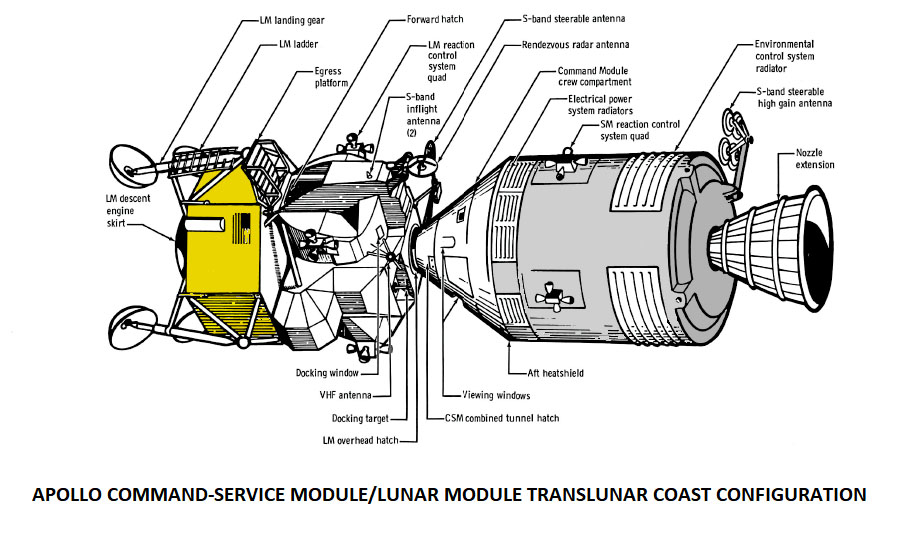 LM landing gear
Forward hatch
S-band steerable antenna
LM ladder
LM reaction
control
system
quad
Rendezvous radar antenna
Environmental
control system
radiator
Egress
platform
Command Module
crew compartment
S-band
inflight
antenna
(2)
Electrical power
system radiators
S-band steerable
high gain antenna
SM reaction control
system quad
Nozzle
extension
LM descent
engine
skirt
Docking window
Aft heatshield
VHF antenna
Viewing windows
Docking target
CSM combined tunnel hatch
LM overhead hatch
APOLLO COMMAND-SERVICE MODULE/LUNAR MODULE TRANSLUNAR COAST CONFIGURATION